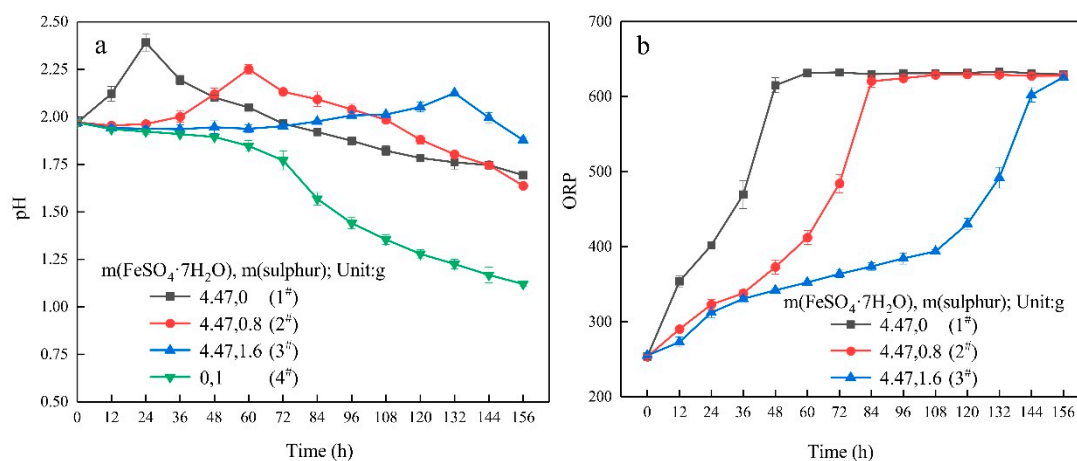 a
2.50
2.25
2.00
1.75
1.50
1.25
1.00
0.75
0.50
pH
m(FeSO₄·7H₂O), m(sulphur); Unit:g
4.47,0 (1#)
4.47,0.8 (2#)
4.47,1.6 (3#)
0,1 (4#)
0 12 24 36 48 60 72 84 96 108 120 132 144 156
Time (h)
b
700
600
500
400
300
200
ORP
m(FeSO₄·7H₂O), m(sulphur); Unit:g
4.47,0 (1#)
4.47,0.8 (2#)
4.47,1.6 (3#)
0 12 24 36 48 60 72 84 96 108 120 132 144 156
Time (h)